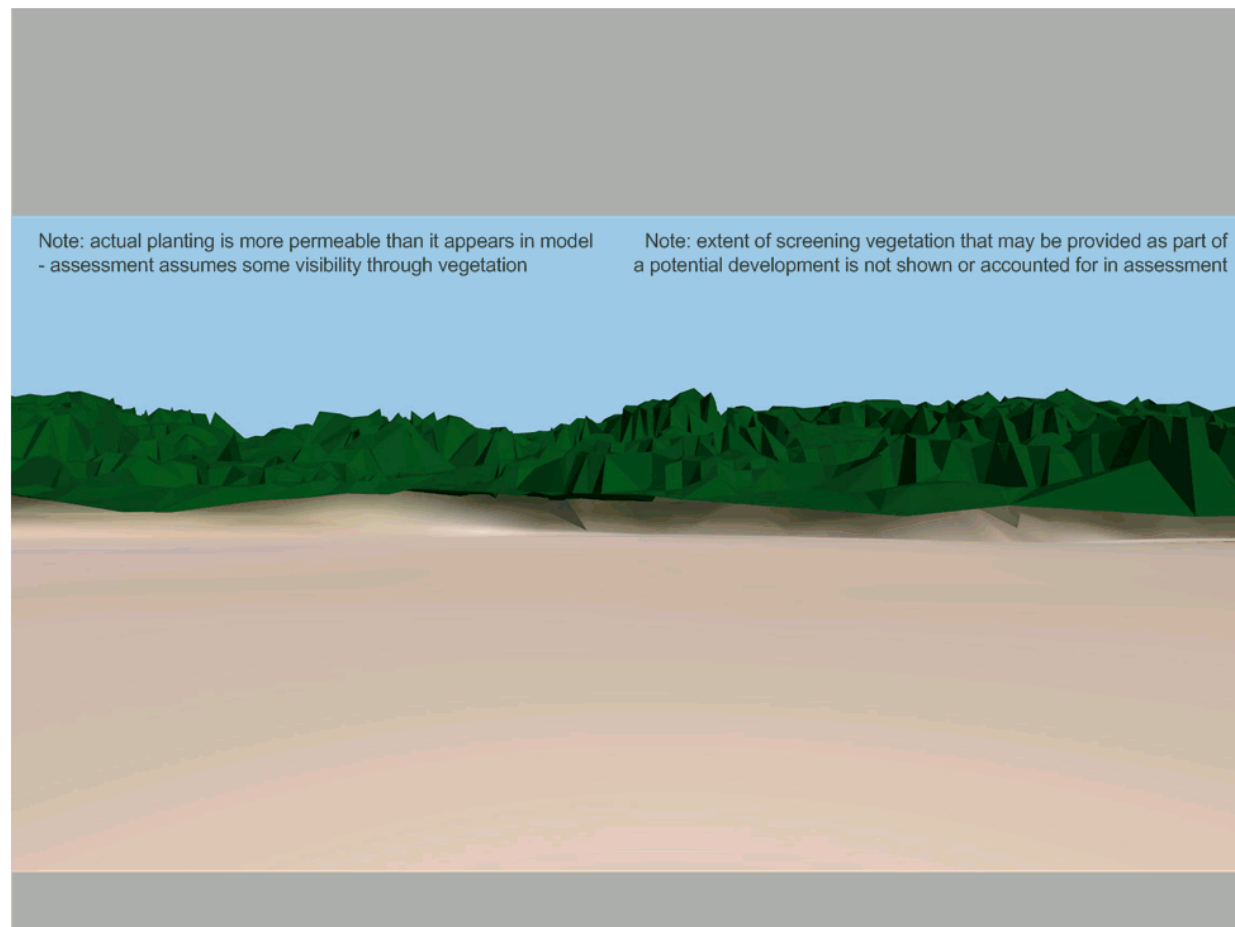 Note: actual planting is more permeable than it appears in model
- assessment assumes some visibility through vegetation
Note: extent of screening vegetation that may be provided as part of
a potential development is not shown or accounted for in assessment